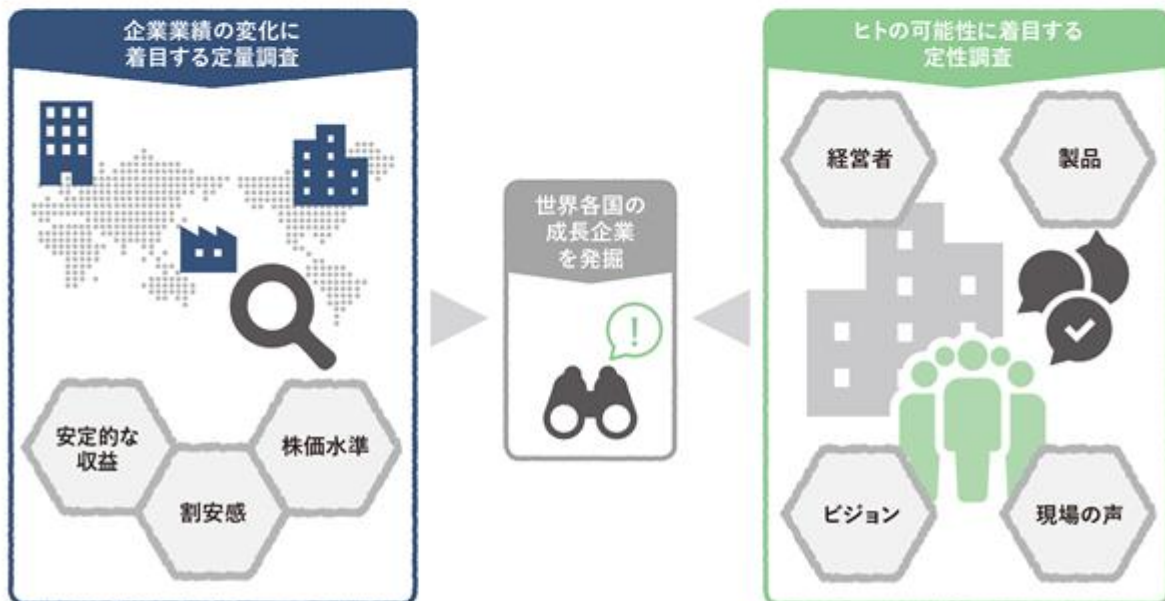 企業業績の変化に
着目する定量調査
安定的な
収益
割安感
株価水準
世界各国の
成長企業
を発掘
!
ヒトの可能性に着目する
定性調査
経営者
製品
ビジョン
現場の声